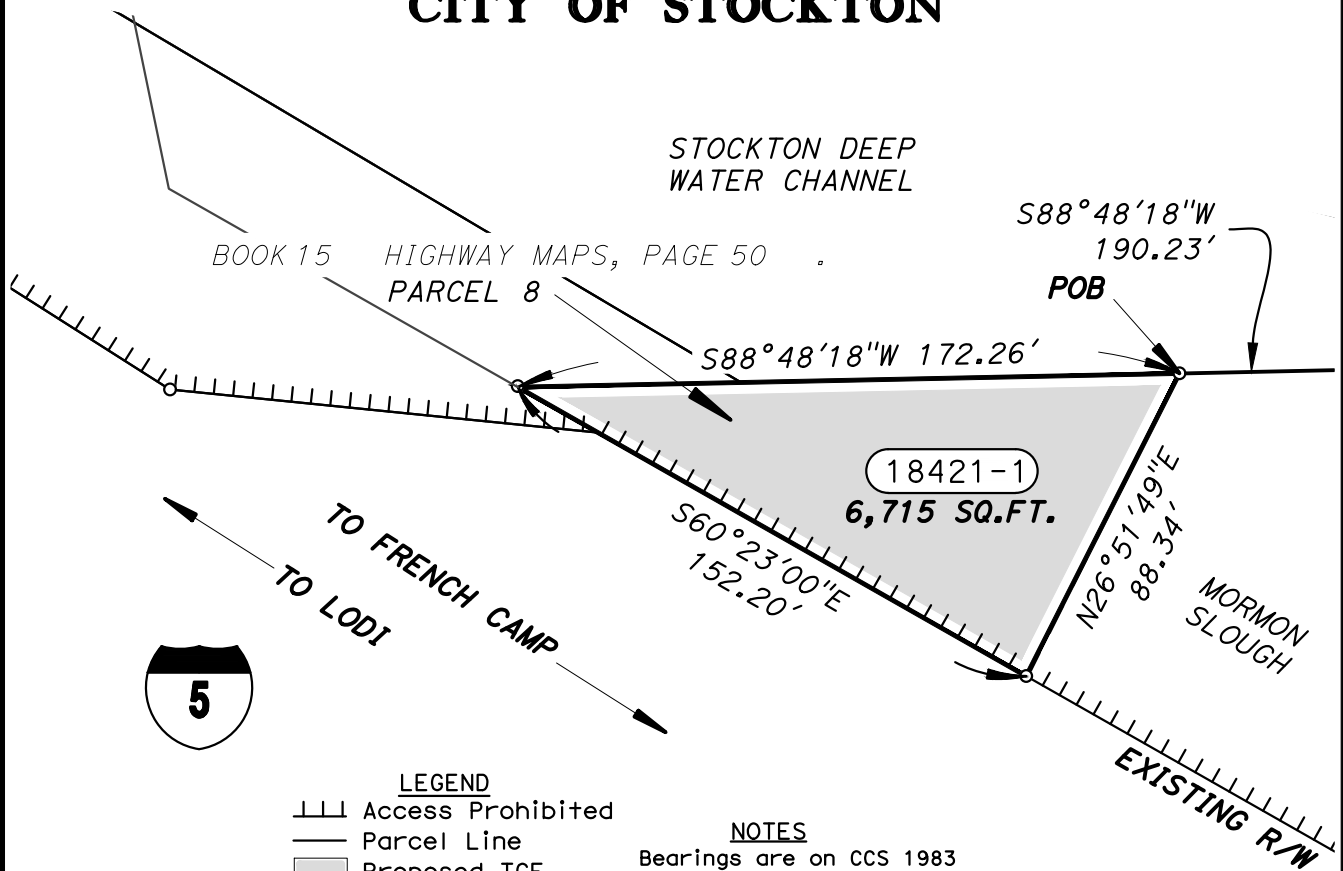 CITY OF STOCKTON
STOCKTON DEEP
WATER CHANNEL
S88°48'18"W
190.23'
BOOK 15 HIGHWAY MAPS, PAGE 50 .
PARCEL 8
POB
S88°48'18"W 172.26'
18421-1
6,715 SQ.FT.
S60°23'00"E
152.20'
N26°51'49"E
88.34'
MORMON
SLOUGH
TO FRENCH CAMP
TO LODI
5
EXISTING R/W
LEGEND
Access Prohibited
Parcel Line
Proposed TCE
NOTES
Bearings are on CCS 1983